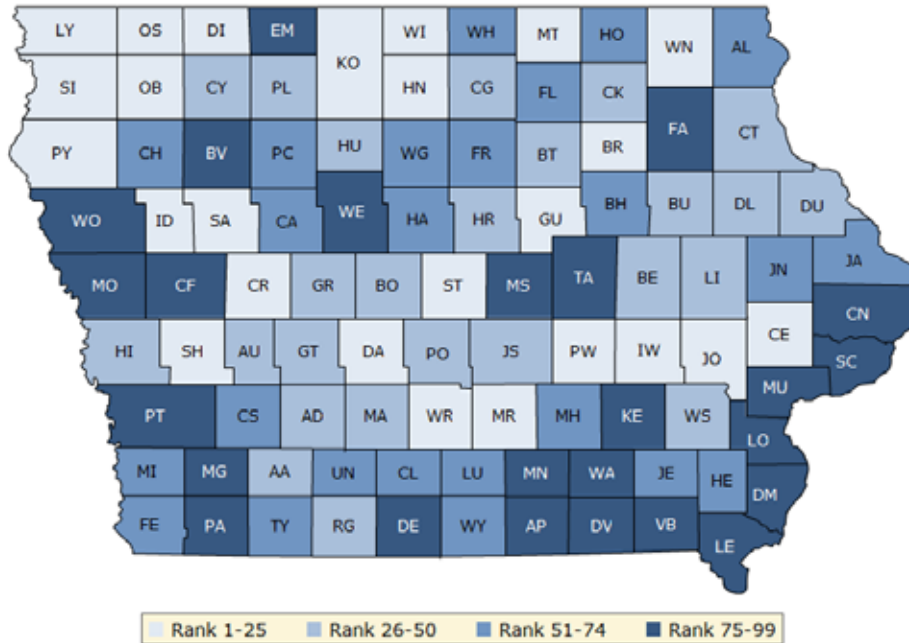 LY OS DI EM WI WH MT HO WN AL
KO
SI OB CY PL HN CG FL CK
FA CT
PY CH BV PC HU WG FR BT BR
WO ID SA CA WE HA HR GU BH BU DL DU
MO CF CR GR BO ST MS TA BE LI JN JA
CN
HI SH AU GT DA PO JS PW IW JO CE SC
MU
PT CS AD MA WR MR MH KE WS
LO
MI MG AA UN CL LU MN WA JE HE DM
FE PA TY RG DE WY AP DV VB
LE
Rank 1-25 Rank 26-50 Rank 51-74 Rank 75-99